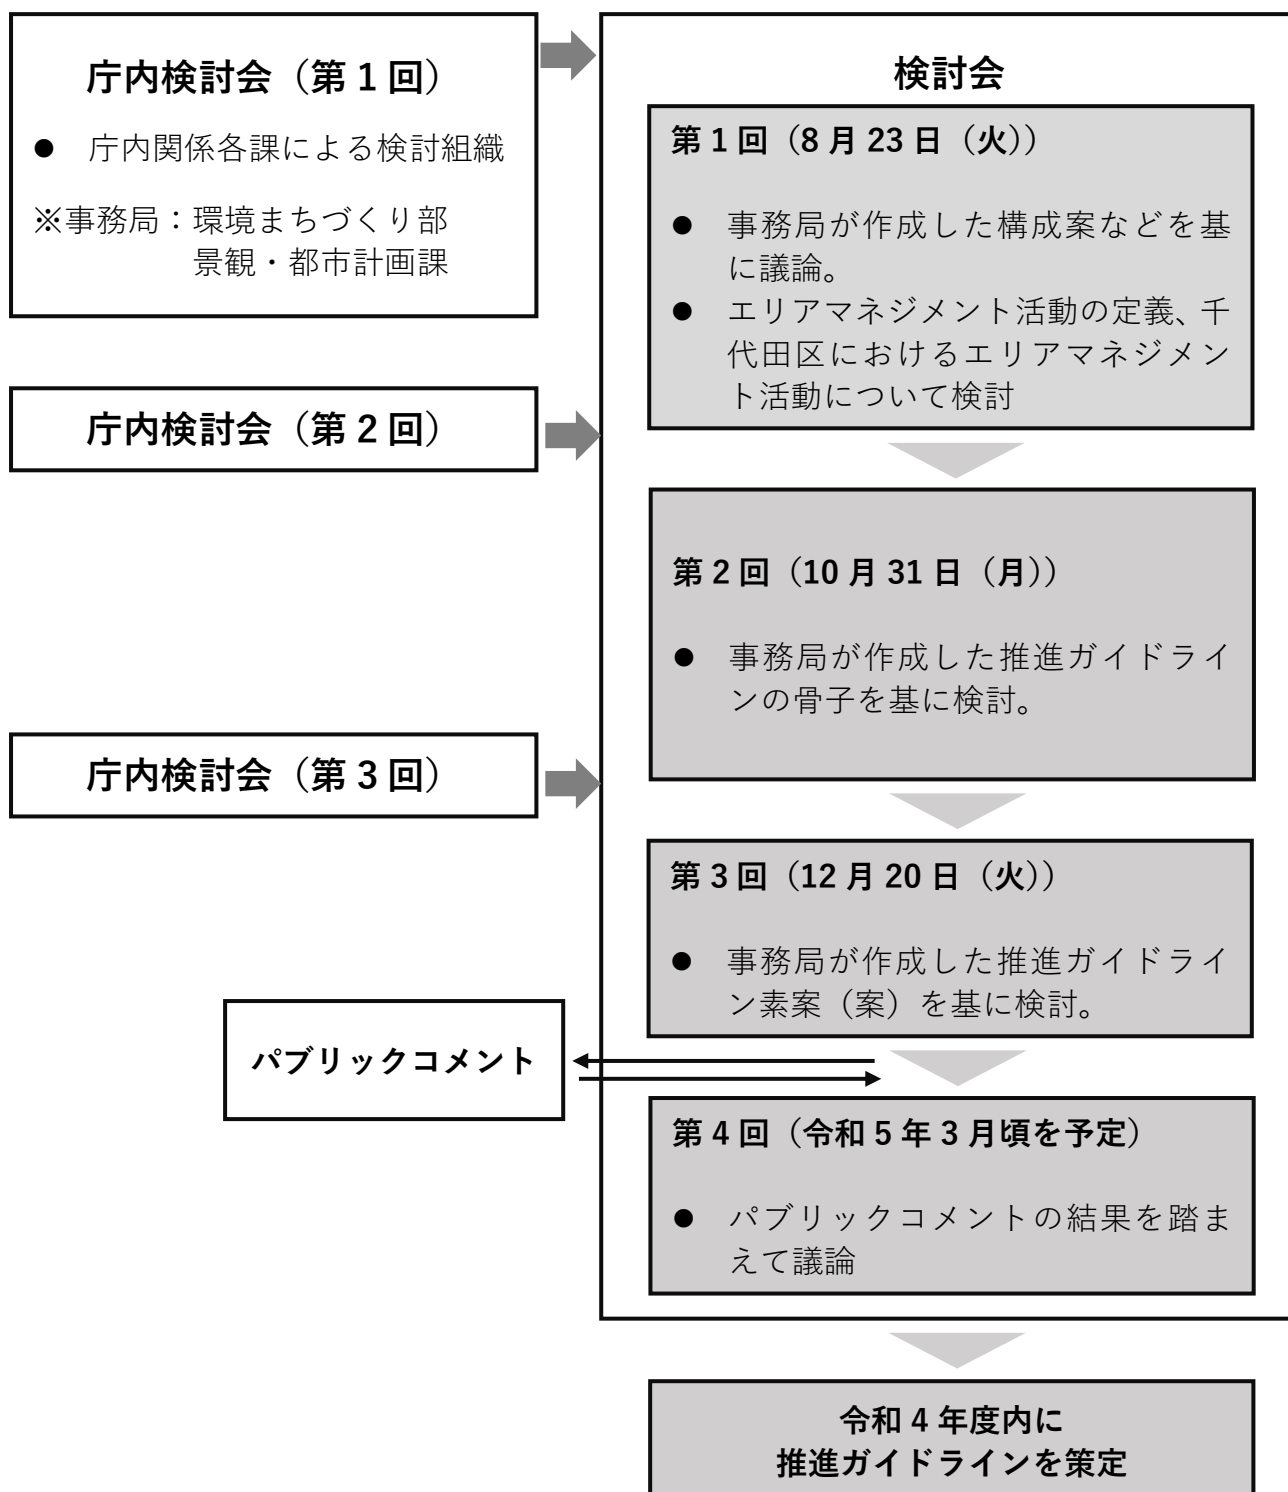 庁内検討会（第1回）
● 庁内関係各課による検討組織
※事務局：環境まちづくり部
景観・都市計画課
庁内検討会（第2回）
庁内検討会（第3回）
パブリックコメント
検討会
第1回（8月23日（火））
● 事務局が作成した構成案などを基
に議論。
● エリアマネジメント活動の定義、千
代田区におけるエリアマネジメン
ト活動について検討
第2回（10月31日（月））
● 事務局が作成した推進ガイドライ
ンの骨子を基に検討。
第3回（12月20日（火））
● 事務局が作成した推進ガイドライ
ン素案（案）を基に検討。
第4回（令和5年3月頃を予定）
● パブリックコメントの結果を踏ま
えて議論
令和4年度内に
推進ガイドラインを策定